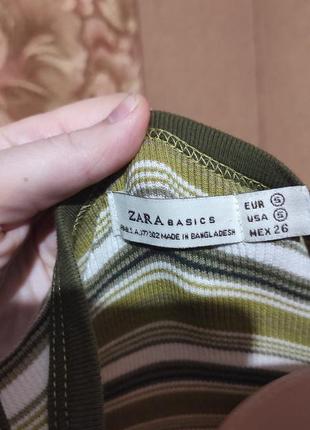 ZARA BASICS
MADE IN BANGLADESH
EUR S
USA S
MEX 26